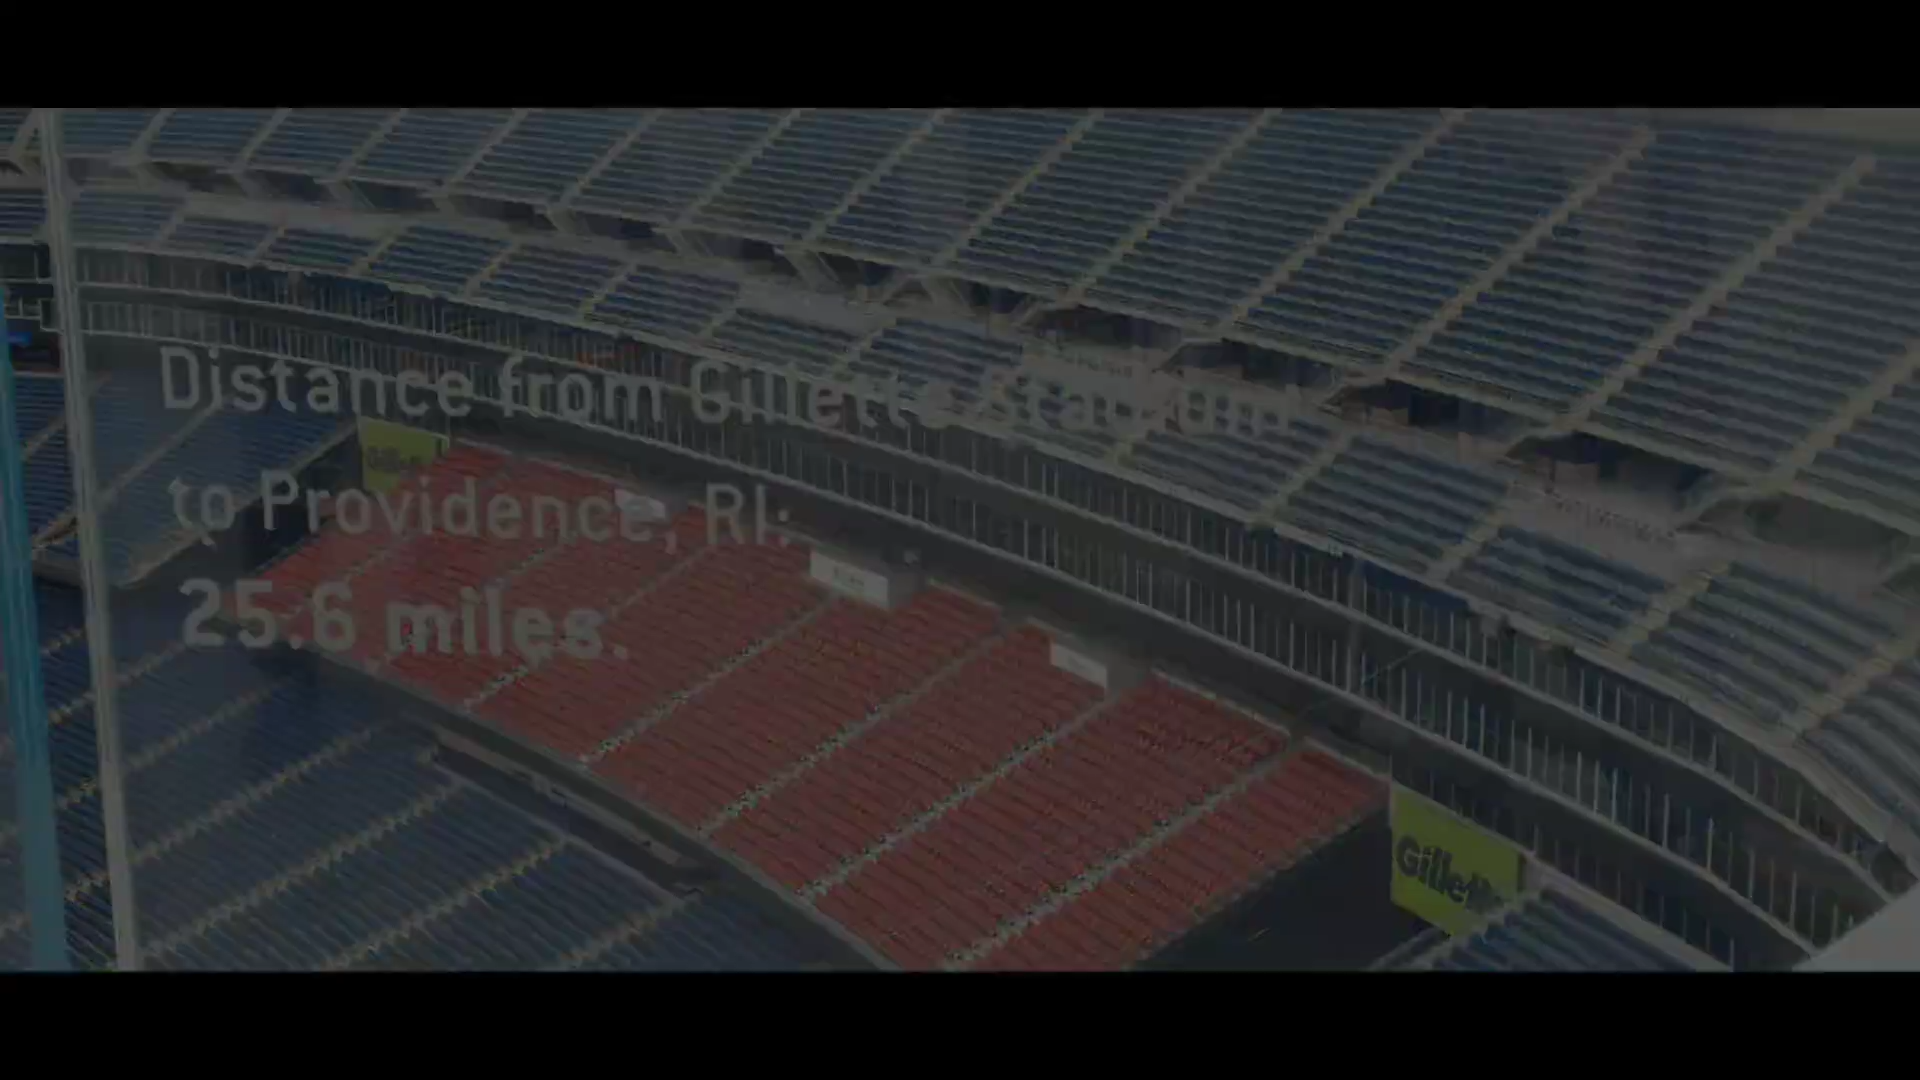 Distance from Gillette Stadium
to Providence, RI:
25.6 miles.
Gillette